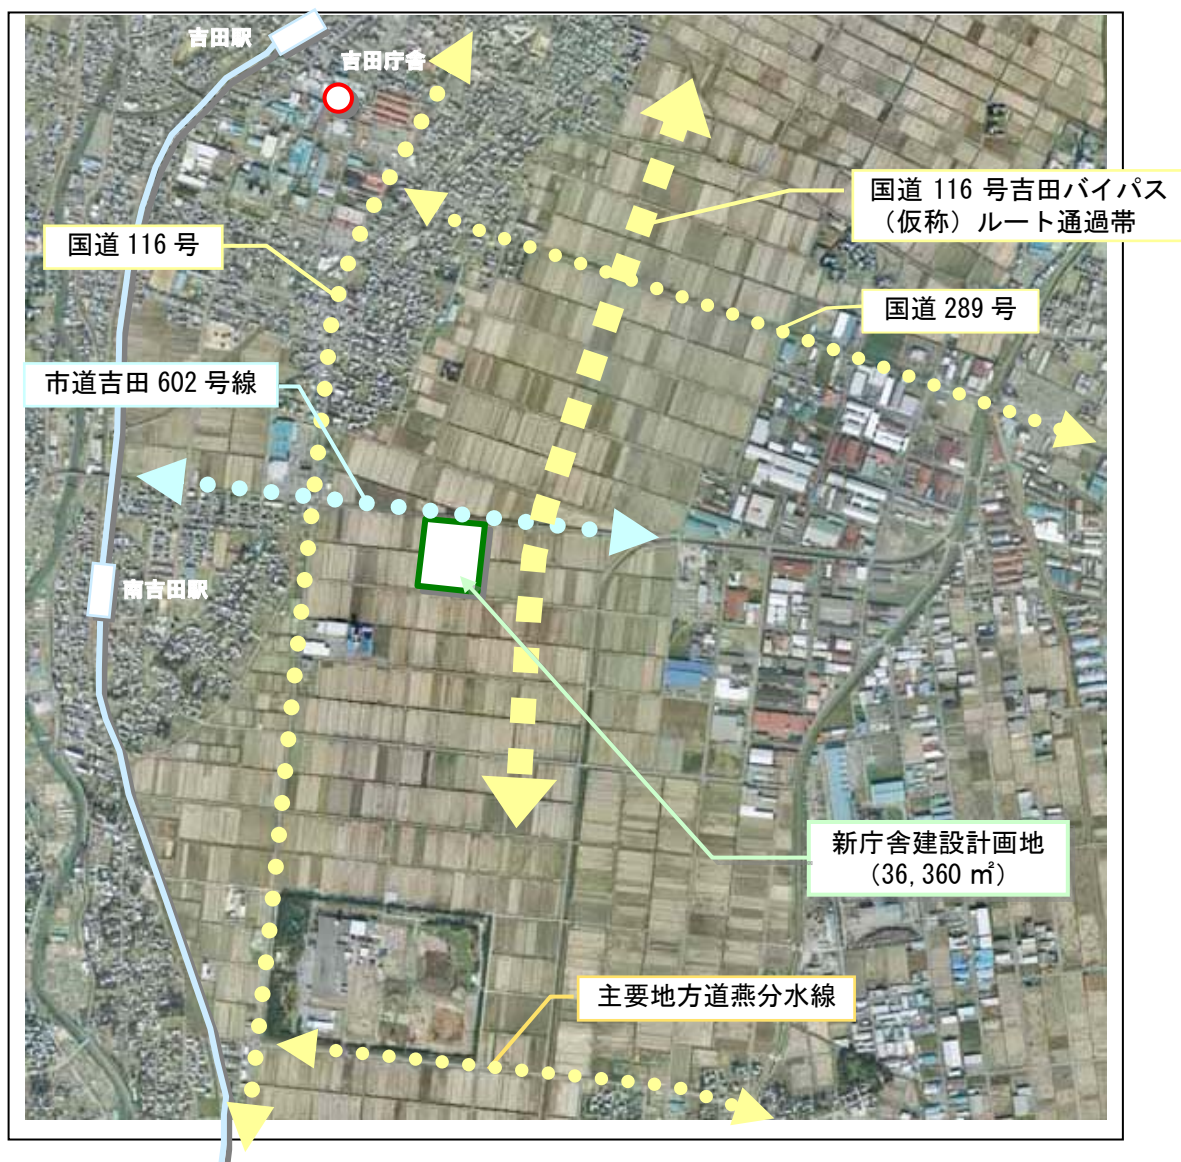 吉田駅
吉田庁舎
国道 116 号吉田バイパス
（仮称）ルート通過帯
国道 116 号
国道 289 号
市道吉田 602 号線
南吉田駅
新庁舎建設計画地
（36,360 ㎡）
主要地方道燕分水線